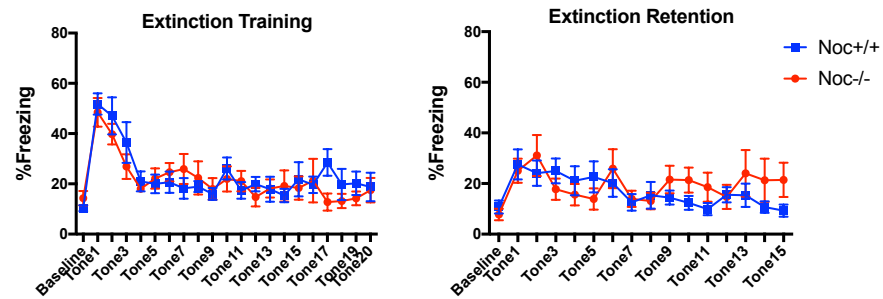 Extinction Training
%Freezing
80
60
40
20
0
Baseline
Tone1
Tone3
Tone5
Tone7
Tone9
Tone11
Tone13
Tone15
Tone17
Tone19
Tone20
Extinction Retention
%Freezing
80
60
40
20
0
Baseline
Tone1
Tone3
Tone5
Tone7
Tone9
Tone11
Tone13
Tone15
Noc+/+
Noc-/-